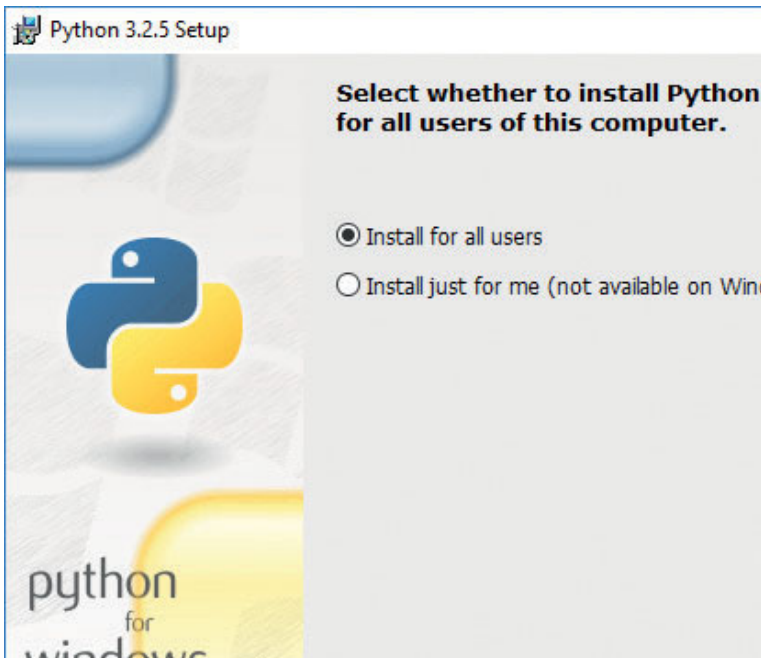 Python 3.2.5 Setup
Select whether to install Python
for all users of this computer.
Install for all users
Install just for me (not available on
python
for
windows